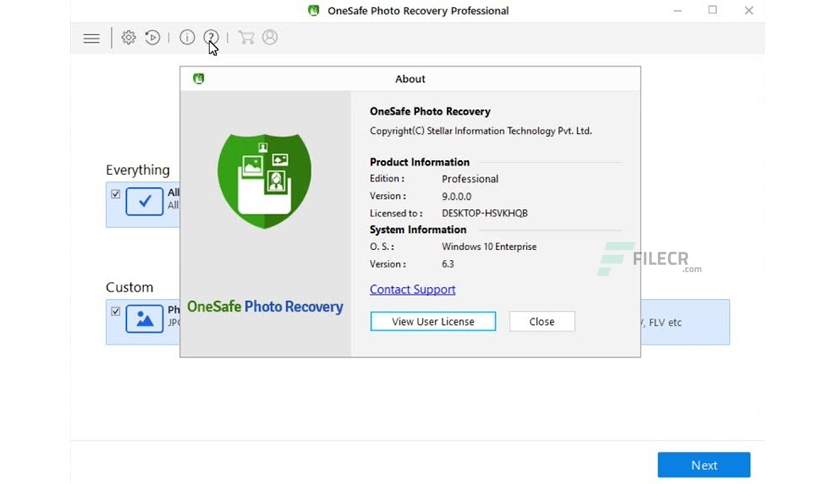 OneSafe Photo Recovery Professional
About
OneSafe Photo Recovery
Copyright(C) Stellar Information Technology Pvt. Ltd.
Product Information
Edition : Professional
Version : 9.0.0.0
Licensed to : DESKTOP-HSVKHQB
System Information
O. S. : Windows 10 Enterprise
Version : 6.3
Contact Support
View User License Close
OneSafe Photo Recovery
Everything
All
All
Custom
Ph
JPG
, FLV etc
FILECR
.com
Next